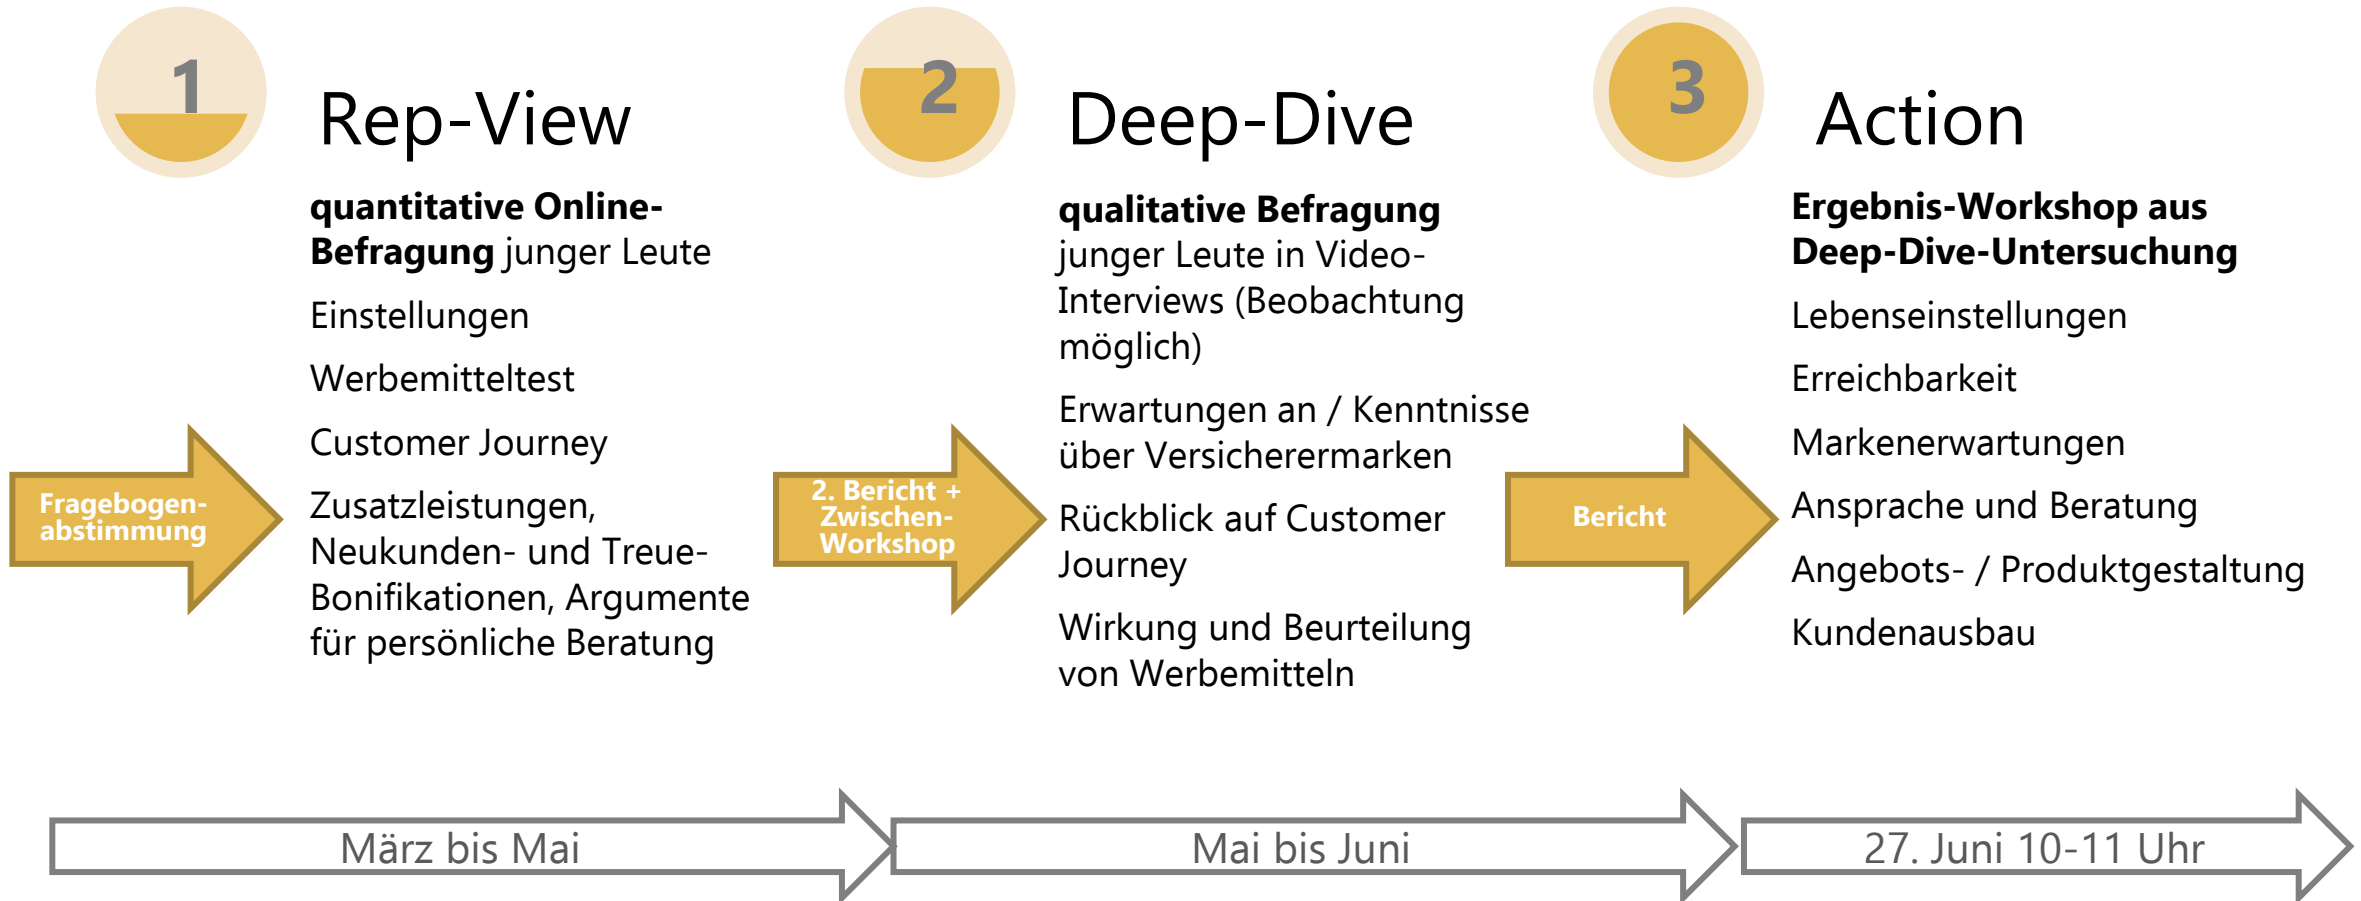 1
Rep-View
quantitative Online-
Befragung junger Leute
Einstellungen
Werbemitteltest
Customer Journey
Zusatzleistungen,
Neukunden- und Treue-
Bonifikationen, Argumente
für persönliche Beratung
Fragebogen-
abstimmung
2
Deep-Dive
qualitative Befragung
junger Leute in Video-
Interviews (Beobachtung
möglich)
Erwartungen an / Kenntnisse
über Versicherermarken
Rückblick auf Customer
Journey
Wirkung und Beurteilung
von Werbemitteln
2. Bericht +
Zwischen-
Workshop
3
Action
Ergebnis-Workshop aus
Deep-Dive-Untersuchung
Lebenseinstellungen
Erreichbarkeit
Markenerwartungen
Ansprache und Beratung
Angebots- / Produktgestaltung
Kundenausbau
Bericht
März bis Mai
Mai bis Juni
27. Juni 10-11 Uhr